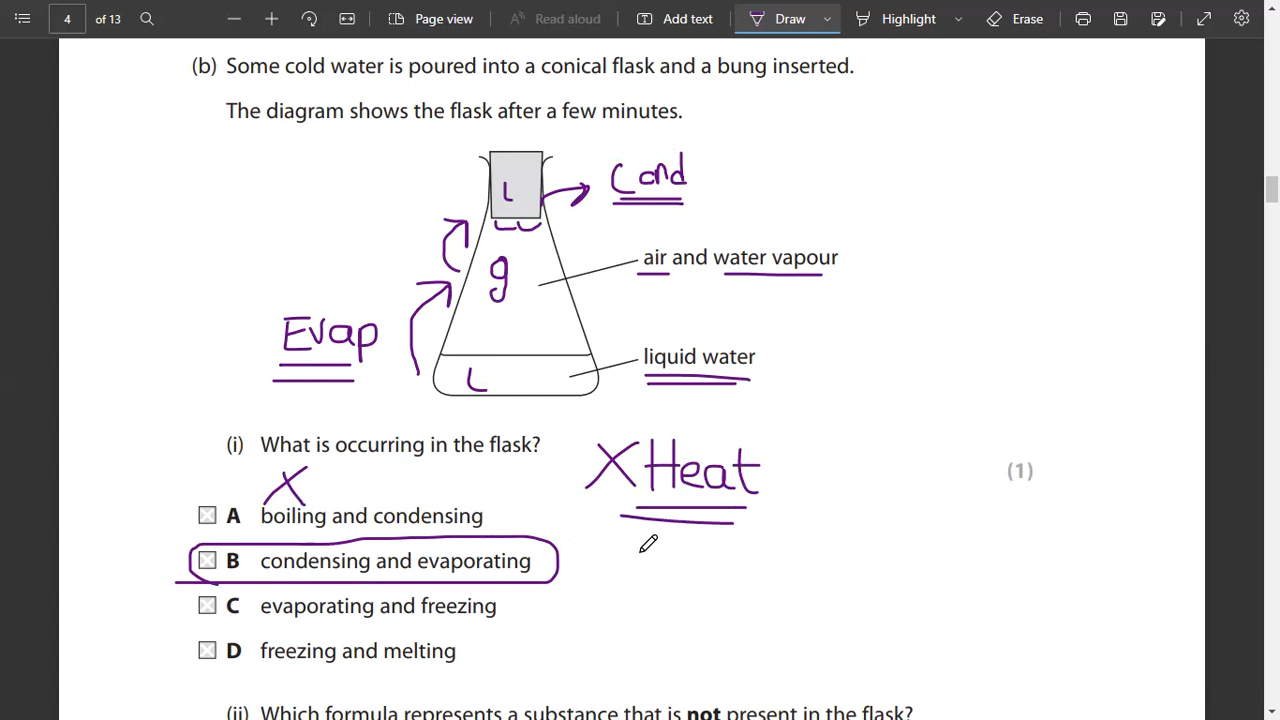 4 of 13 Page view Read aloud Add text Draw Highlight Erase
(b) Some cold water is poured into a conical flask and a bung inserted.
The diagram shows the flask after a few minutes.
L
Cond
g
air and water vapour
Evap
liquid water
L
(i) What is occurring in the flask?
X Heat
(1)
X
A boiling and condensing
B condensing and evaporating
C evaporating and freezing
D freezing and melting
(ii) Which formula represents a substance that is not present in the flask?